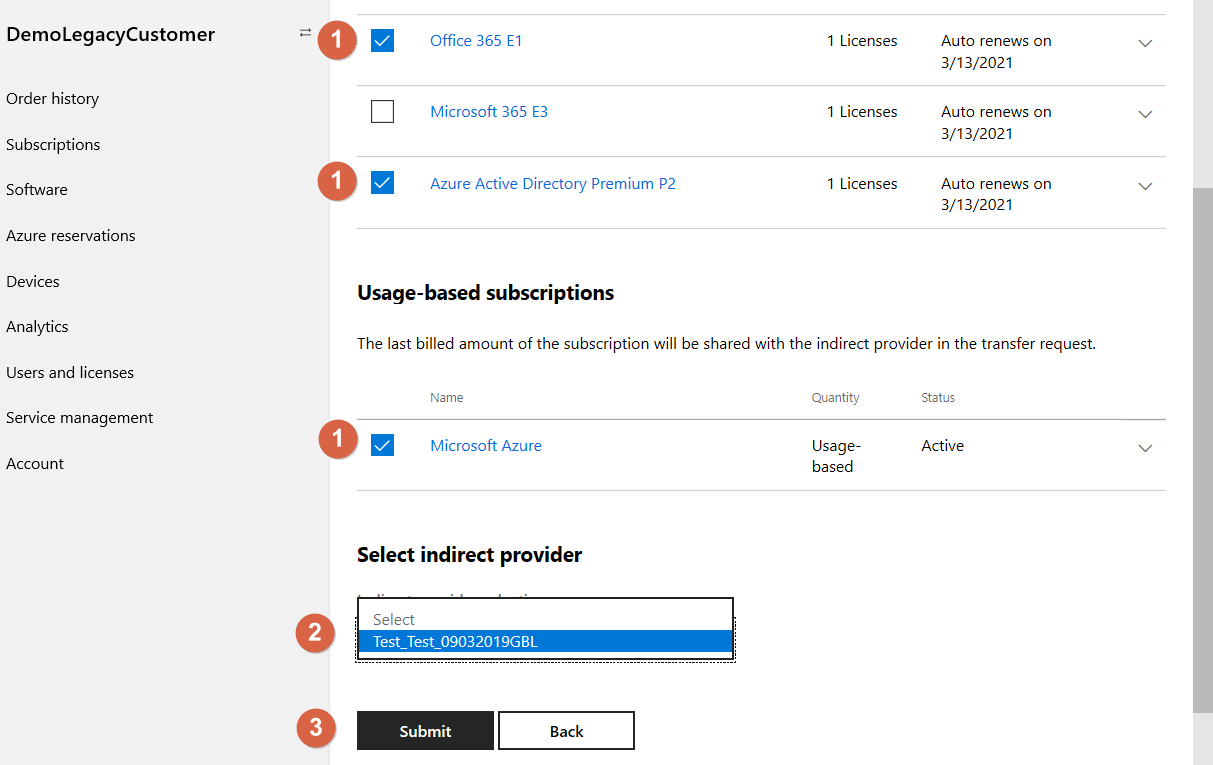 DemoLegacyCustomer
Order history
Subscriptions
Software
Azure reservations
Devices
Analytics
Users and licenses
Service management
Account
1
Office 365 E1
1 Licenses
Auto renews on
3/13/2021
Microsoft 365 E3
1 Licenses
Auto renews on
3/13/2021
1
Azure Active Directory Premium P2
1 Licenses
Auto renews on
3/13/2021
Usage-based subscriptions
The last billed amount of the subscription will be shared with the indirect provider in the transfer request.
Name
Quantity
Status
1
Microsoft Azure
Usage-
based
Active
Select indirect provider
2
Select
Test_Test_09032019GBL
3
Submit
Back